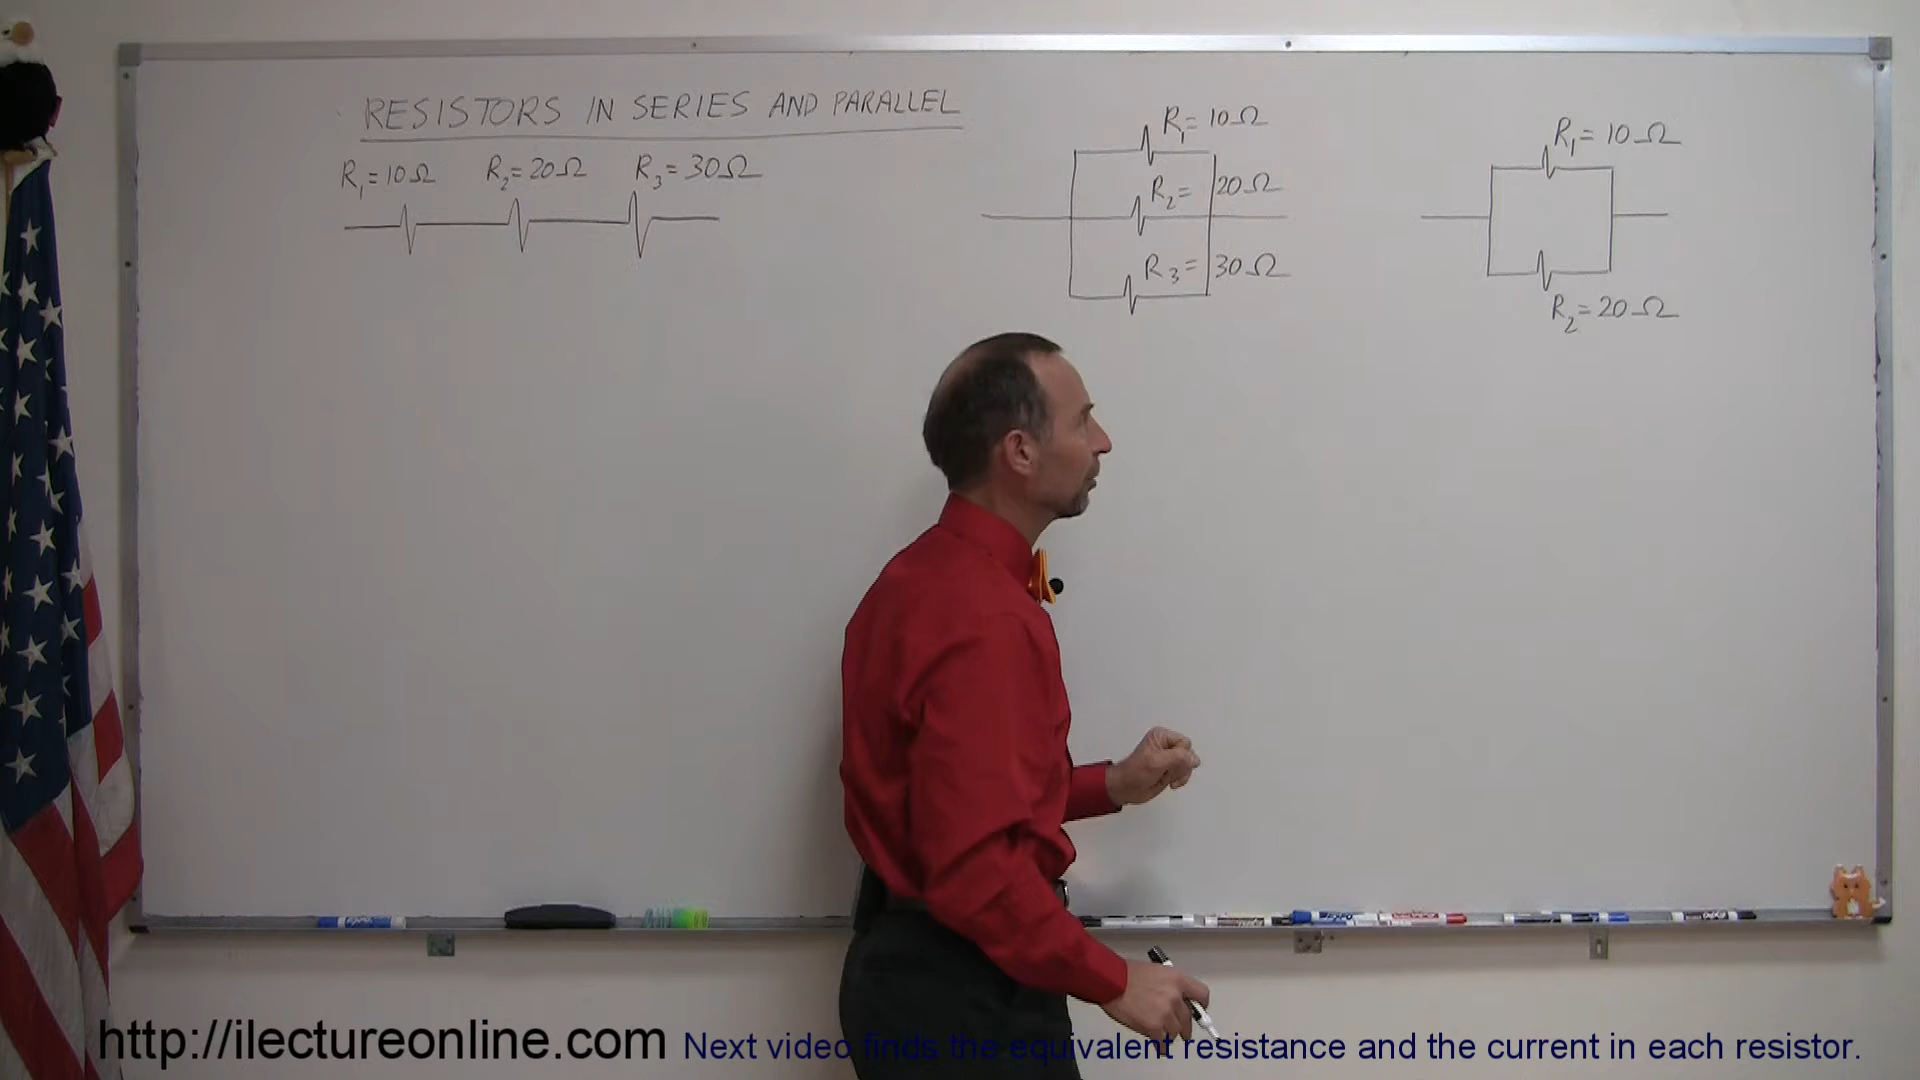 RESISTORS IN SERIES AND PARALLEL
R₁=10Ω R₂=20Ω R₃=30Ω
R₁=10Ω
R₂= 20Ω
R₃= 30Ω
R₁=10Ω
R₂=20Ω
http://ilectureonline.com Next video finds the equivalent resistance and the current in each resistor.